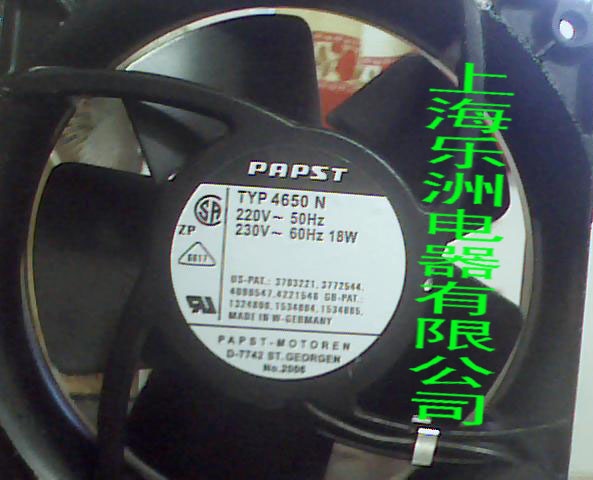 PAPST
TYP 4650 N
220V~ 50Hz
230V~ 60Hz 18W
ZP
US-PAT.: 3703221, 3772544,
4099547, 4221546 GB-PAT.:
1324890, 1534884, 1534885,
MADE IN W-GERMANY
PAPST-MOTOREN
D-7742 ST. GEORGEN
No. 2006
上海乐洲电器有限公司